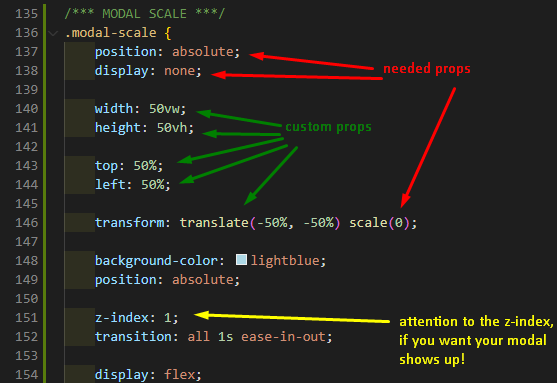 135 /*** MODAL SCALE ***/
136 .modal-scale {
137 position: absolute;
138 display: none;
needed props
139
140 width: 50vw;
141 height: 50vh;
custom props
142
143 top: 50%;
144 left: 50%;
145
146 transform: translate(-50%, -50%) scale(0);
147
148 background-color: lightblue;
149 position: absolute;
150
151 z-index: 1;
152 transition: all 1s ease-in-out;
attention to the z-index,
if you want your modal
shows up!
153
154 display: flex;